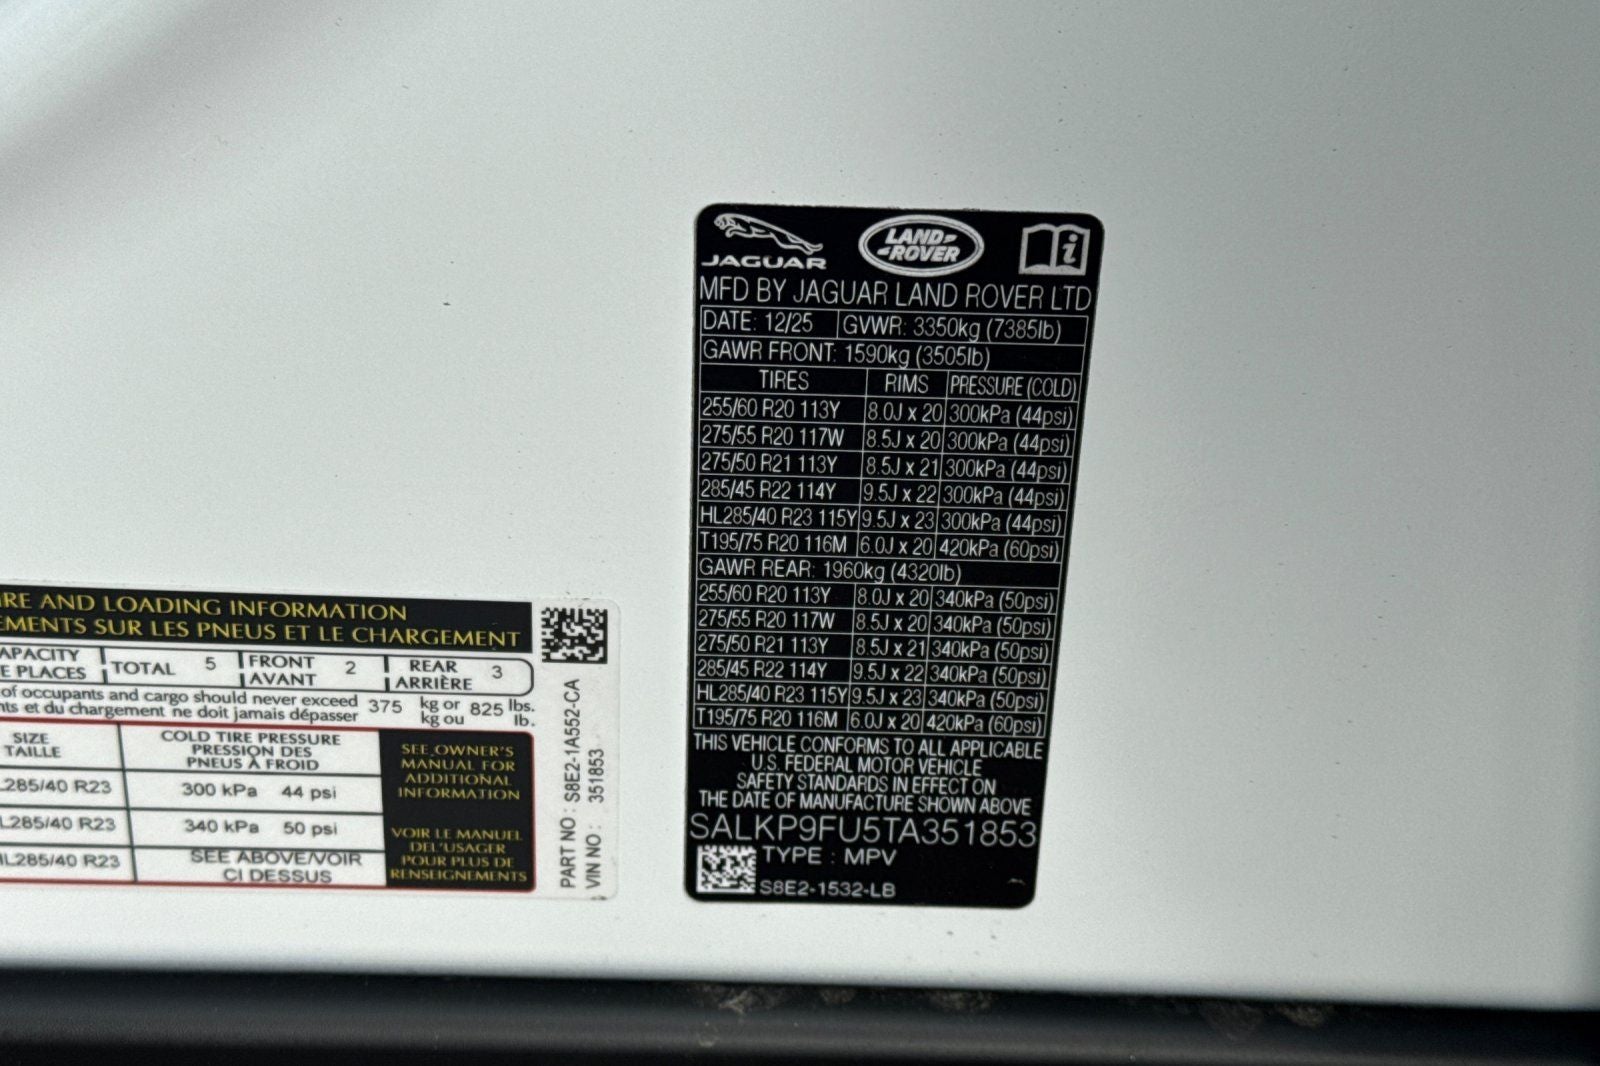 JAGUAR
LAND ROVER
MFD BY JAGUAR LAND ROVER LTD
DATE: 12/25 GVWR: 3350kg (7385lb)
GAWR FRONT: 1590kg (3505lb)
TIRES RIMS PRESSURE (COLD)
255/60 R20 113Y 8.0J x 20 300kPa (44psi)
275/55 R20 117W 8.5J x 20 300kPa (44psi)
275/50 R21 113Y 8.5J x 21 300kPa (44psi)
285/45 R22 114Y 9.5J x 22 300kPa (44psi)
HL285/40 R23 115Y 9.5J x 23 300kPa (44psi)
T195/75 R20 116M 6.0J x 20 420kPa (60psi)
GAWR REAR: 1960kg (4320lb)
255/60 R20 113Y 8.0J x 20 340kPa (50psi)
275/55 R20 117W 8.5J x 20 340kPa (50psi)
275/50 R21 113Y 8.5J x 21 340kPa (50psi)
285/45 R22 114Y 9.5J x 22 340kPa (50psi)
HL285/40 R23 115Y 9.5J x 23 340kPa (50psi)
T195/75 R20 116M 6.0J x 20 420kPa (60psi)
THIS VEHICLE CONFORMS TO ALL APPLICABLE
U.S. FEDERAL MOTOR VEHICLE
SAFETY STANDARDS IN EFFECT ON
THE DATE OF MANUFACTURE SHOWN ABOVE
SALKP9FU5TA351853
TYPE : MPV
S8E2-1532-LB
IRE AND LOADING INFORMATION
EMENTS SUR LES PNEUS ET LE CHARGEMENT
APACITY TOTAL 5 FRONT 2 REAR 3
E PLACES AVANT ARRIÈRE
of occupants and cargo should never exceed 375 kg or 825 lbs.
nts et du chargement ne doit jamais dépasser kg ou lb.
SIZE
TAILLE
COLD TIRE PRESSURE
PRESSION DES
PNEUS À FROID
L285/40 R23 300 kPa 44 psi
L285/40 R23 340 kPa 50 psi
HL285/40 R23 SEE ABOVE/VOIR
CI DESSUS
SEE OWNER'S
MANUAL FOR
ADDITIONAL
INFORMATION
VOIR LE MANUEL
DEL'USAGER
POUR PLUS DE
RENSEIGNEMENTS
PART NO : S8E2-1A552-CA
VIN NO : 351853